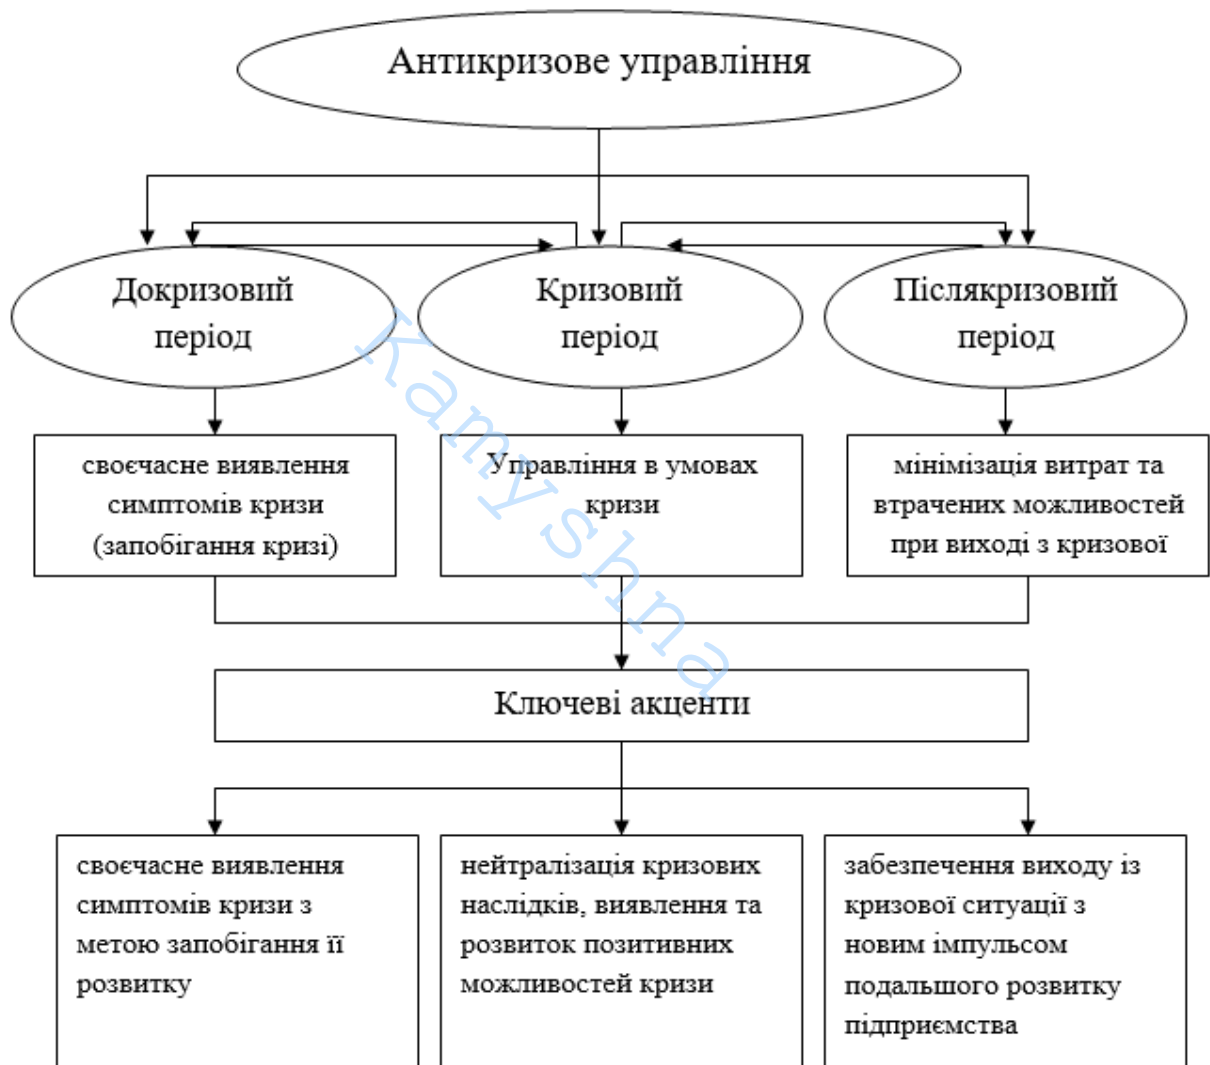 Антикризове управління
Докризовий
період
Кризовий
період
Післякризовий
період
своєчасне виявлення
симптомів кризи
(запобігання кризі)
Управління в умовах
кризи
мінімізація витрат та
втрачених можливостей
при виході з кризової
Kamyshna
Ключеві акценти
своєчасне виявлення
симптомів кризи з
метою запобігання її
розвитку
нейтралізація кризових
наслідків, виявлення та
розвиток позитивних
можливостей кризи
забезпечення виходу із
кризової ситуації з
новим імпульсом
подальшого розвитку
підприємства